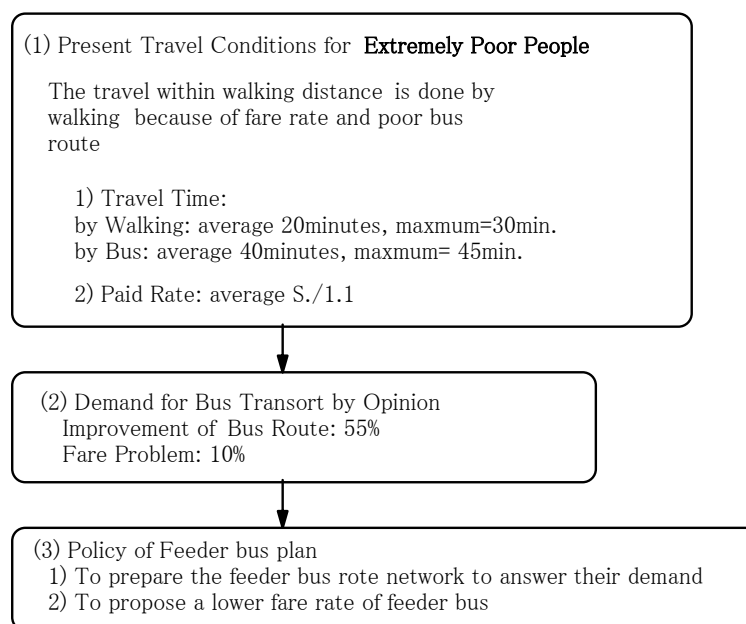 (1) Present Travel Conditions for Extremely Poor People
The travel within walking distance is done by
walking because of fare rate and poor bus
route
1) Travel Time:
by Walking: average 20minutes, maxmum=30min.
by Bus: average 40minutes, maxmum= 45min.
2) Paid Rate: average S./1.1
(2) Demand for Bus Transort by Opinion
Improvement of Bus Route: 55%
Fare Problem: 10%
(3) Policy of Feeder bus plan
1) To prepare the feeder bus rote network to answer their demand
2) To propose a lower fare rate of feeder bus